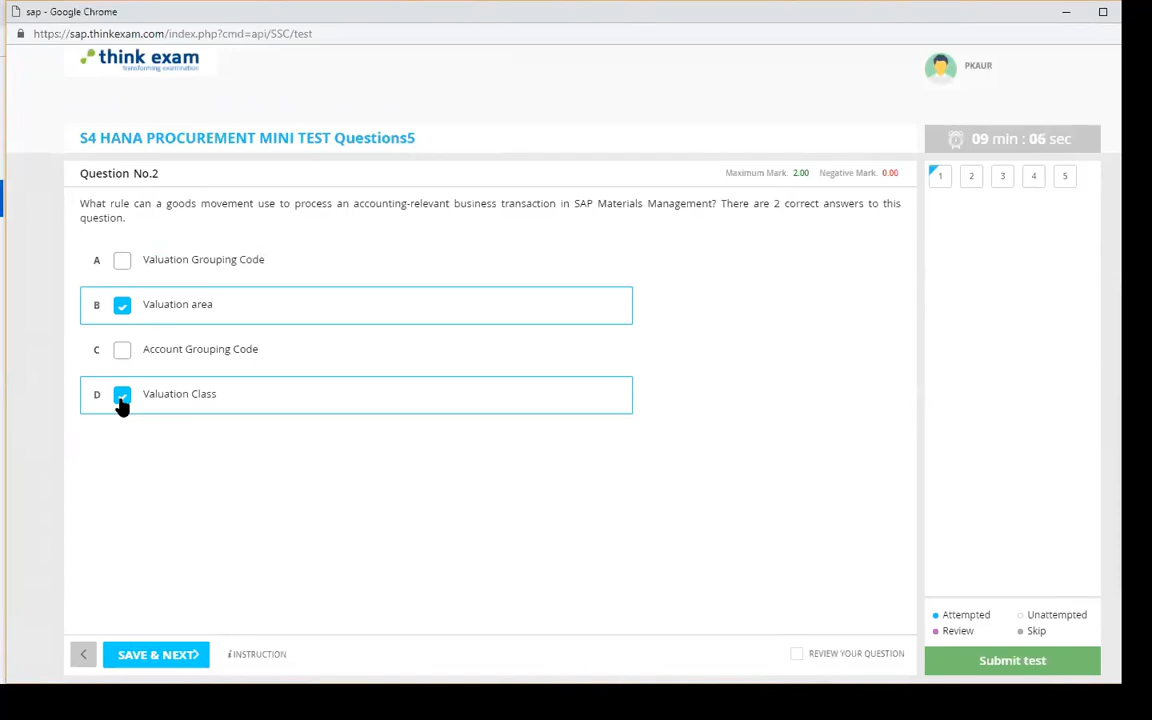 sap - Google Chrome
https://sap.thinkexam.com/index.php?cmd=api/SSC/test
think exam
transforming examination
PKAUR
S4 HANA PROCUREMENT MINI TEST Questions5
09 min : 06 sec
Question No.2
Maximum Mark. 2.00 Negative Mark. 0.00
1 2 3 4 5
What rule can a goods movement use to process an accounting-relevant business transaction in SAP Materials Management? There are 2 correct answers to this
question.
A Valuation Grouping Code
B Valuation area
C Account Grouping Code
D Valuation Class
Attempted Unattempted
Review Skip
SAVE & NEXT
INSTRUCTION
REVIEW YOUR QUESTION
Submit test